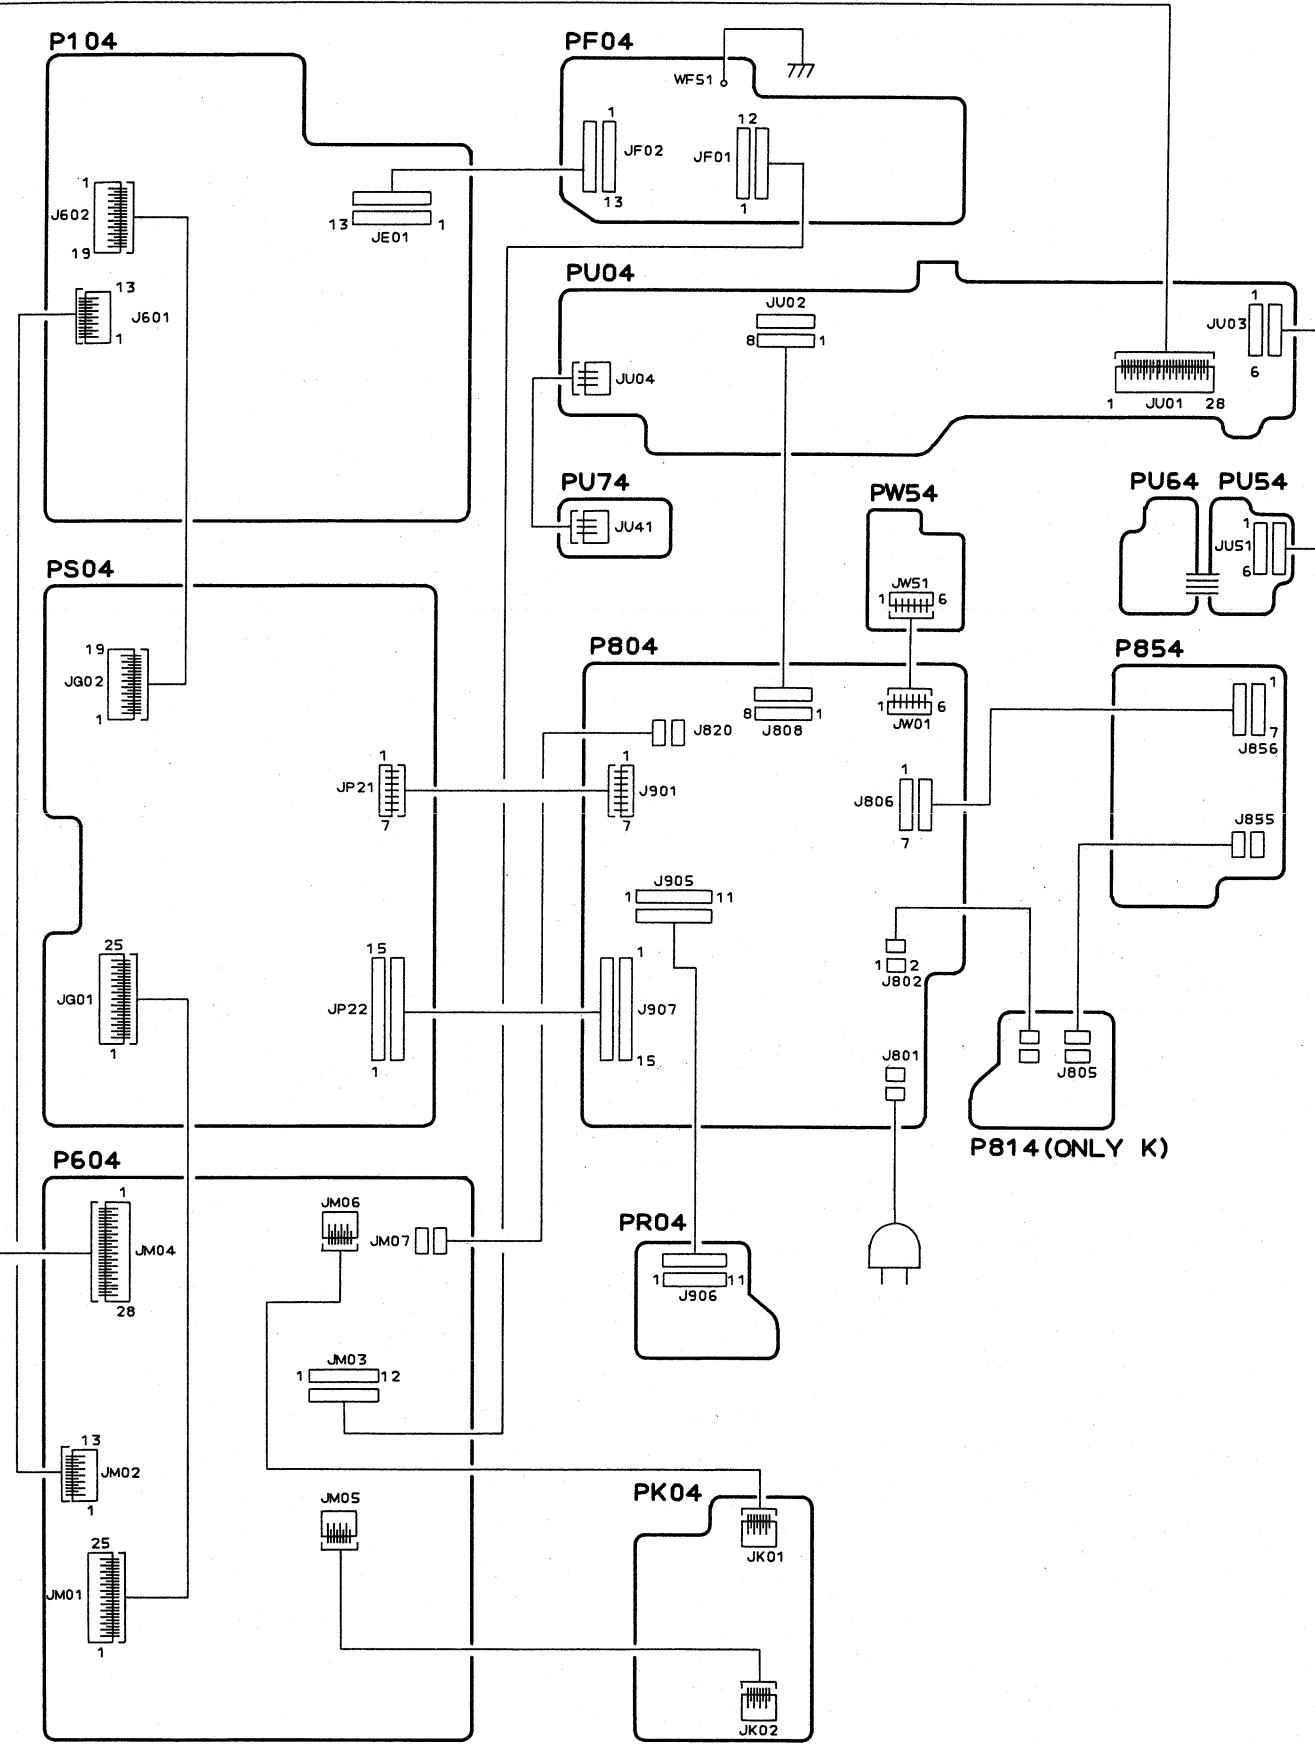 P104
PF04
WF51
1
JF02
13
12
JF01
1
1
J602
19
13
JE01
1
13
J601
1
PU04
JU02
8
1
JU04
1
JU03
6
1
JU01
28
PU74
JU41
PW54
JW51
1
6
PU64
PU54
1
JU51
6
PS04
19
JG02
1
1
JP21
7
25
JG01
1
15
JP22
1
P804
8
1
J808
J820
1
6
JW01
1
J901
7
1
J806
7
J905
1
11
1
2
J802
1
J907
15
J801
P854
1
7
J856
J855
J805
P814(ONLY K)
P604
1
JM04
28
JM06
JM07
JM03
1
12
13
JM02
1
JM05
25
JM01
1
PR04
1
11
J906
PK04
JK01
JK02